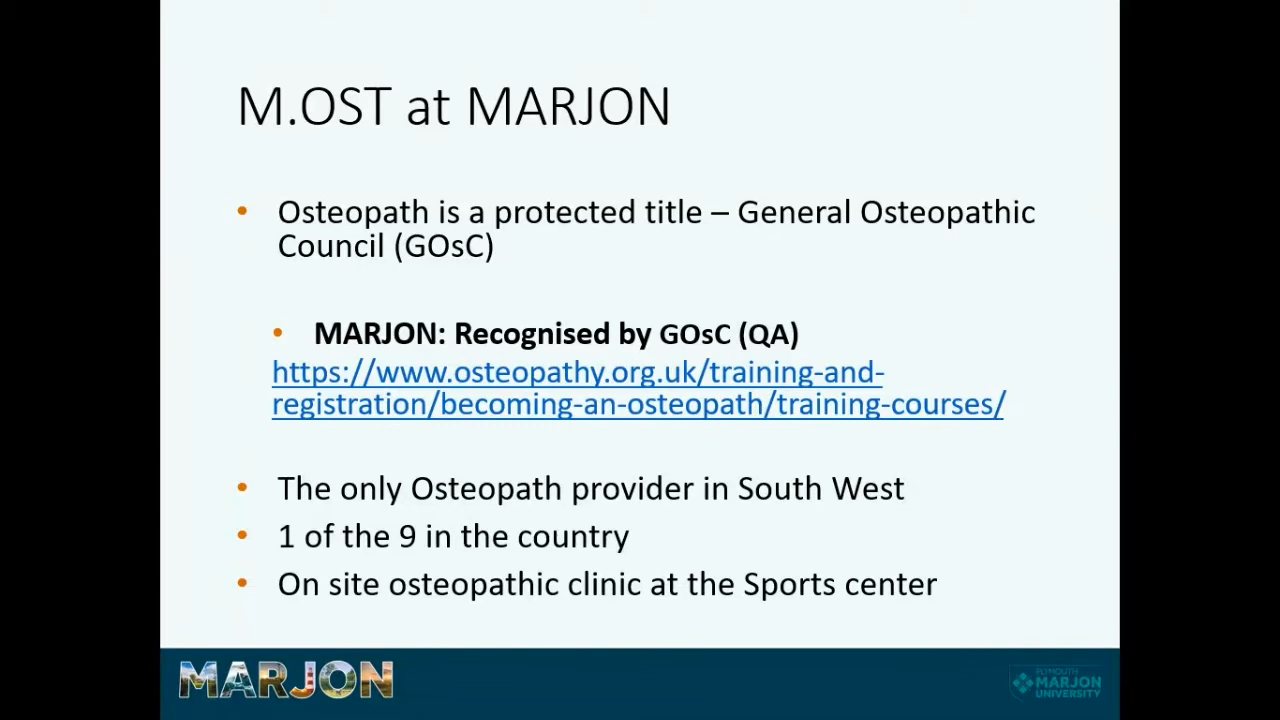 M.OST at MARJON
• Osteopath is a protected title – General Osteopathic
Council (GOsC)
• MARJON: Recognised by GOsC (QA)
https://www.osteopathy.org.uk/training-and-
registration/becoming-an-osteopath/training-courses/
• The only Osteopath provider in South West
• 1 of the 9 in the country
• On site osteopathic clinic at the Sports center
MARJON
PLYMOUTH
MARJON
UNIVERSITY